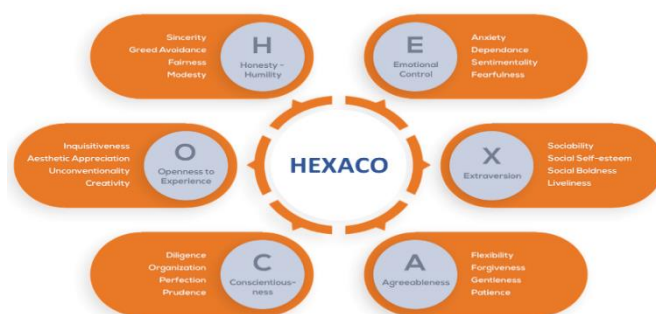 Sincerity
Greed Avoidance
Fairness
Modesty
H
Honesty –
Humility
E
Emotional
Control
Anxiety
Dependance
Sentimentality
Fearfulness
Inquisitiveness
Aesthetic Appreciation
Unconventionality
Creativity
O
Openness to
Experience
HEXACO
X
Extraversion
Sociability
Social Self-esteem
Social Boldness
Liveliness
Diligence
Organization
Perfection
Prudence
C
Conscientious-
ness
A
Agreeableness
Flexibility
Forgiveness
Gentleness
Patience